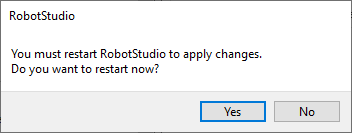 RobotStudio
You must restart RobotStudio to apply changes.
Do you want to restart now?
Yes No